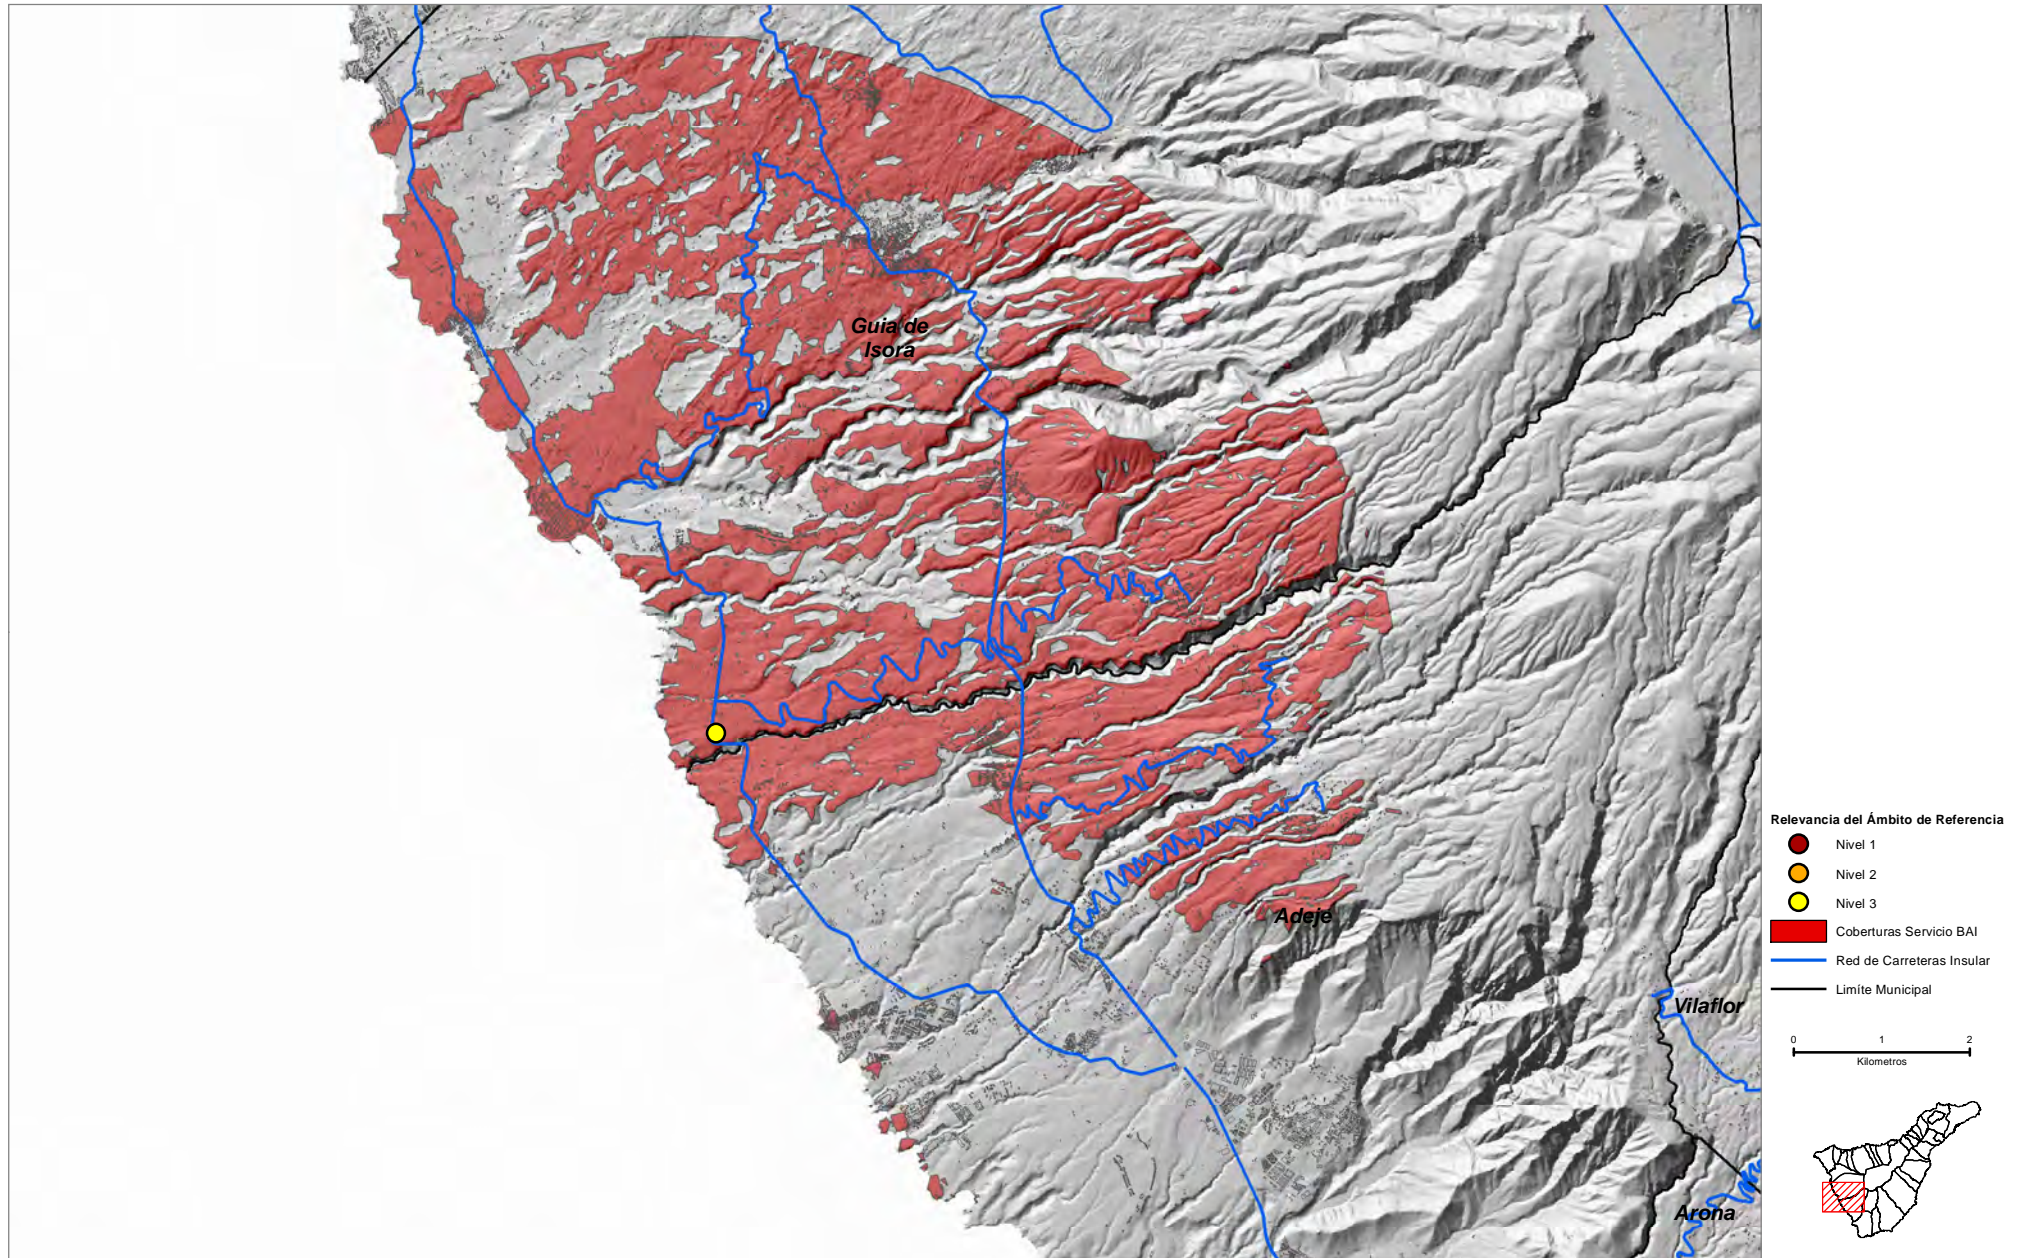 Guia de
Isora
Adeje
Vilaflor
Arona
Relevancia del Ámbito de Referencia
Nivel 1
Nivel 2
Nivel 3
Coberturas Servicio BAI
Red de Carreteras Insular
Limíte Municipal
0 1 2
Kilometros